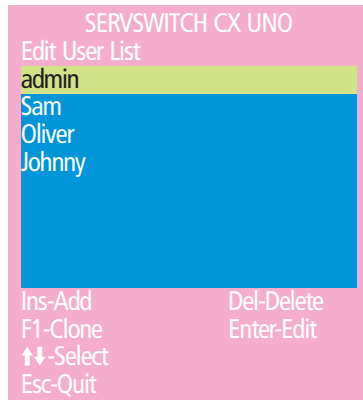 SERVSWITCH CX UNO
Edit User List
admin
Sam
Oliver
Johnny
Ins-Add Del-Delete
F1-Clone Enter-Edit
↑↓-Select
Esc-Quit